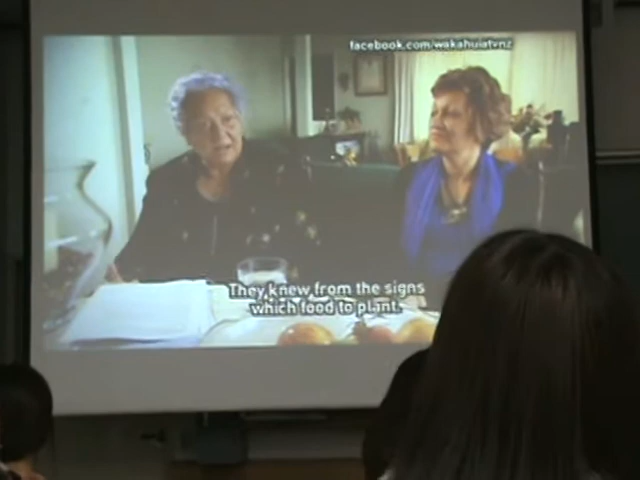 facebook.com/wakahuiatvnz
They knew from the signs
which food to plant.